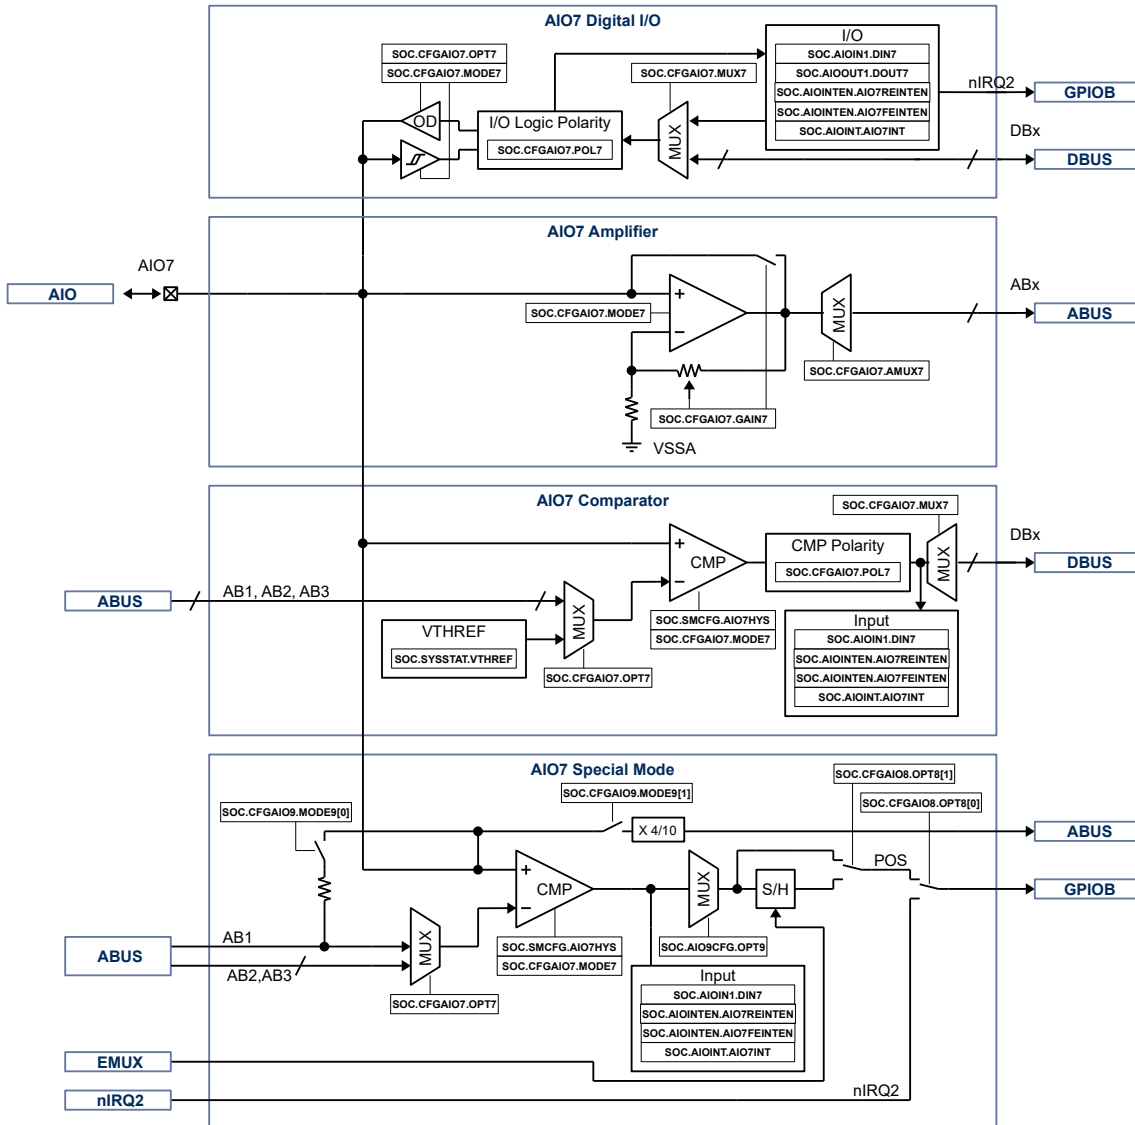 AIO7 Digital I/O
SOC.CFGAIO7.OPT7
SOC.CFGAIO7.MODE7
OD
I/O Logic Polarity
SOC.CFGAIO7.POL7
SOC.CFGAIO7.MUX7
MUX
I/O
SOC.AIOIN1.DIN7
SOC.AIOOUT1.DOUT7
SOC.AIOINTEN.AIO7REINTEN
SOC.AIOINTEN.AIO7FEINTEN
SOC.AIOINT.AIO7INT
nIRQ2
GPIOB
DBx
DBUS
AIO7 Amplifier
AIO
AIO7
SOC.CFGAIO7.MODE7
+
−
MUX
SOC.CFGAIO7.AMUX7
SOC.CFGAIO7.GAIN7
VSSA
ABx
ABUS
AIO7 Comparator
ABUS
AB1, AB2, AB3
VTHREF
SOC.SYSSTAT.VTHREF
MUX
SOC.CFGAIO7.OPT7
+
−
CMP
SOC.SMCFG.AIO7HYS
SOC.CFGAIO7.MODE7
CMP Polarity
SOC.CFGAIO7.POL7
SOC.CFGAIO7.MUX7
MUX
DBx
DBUS
Input
SOC.AIOIN1.DIN7
SOC.AIOINTEN.AIO7REINTEN
SOC.AIOINTEN.AIO7FEINTEN
SOC.AIOINT.AIO7INT
AIO7 Special Mode
SOC.CFGAIO9.MODE9[0]
SOC.CFGAIO9.MODE9[1]
SOC.CFGAIO8.OPT8[1]
SOC.CFGAIO8.OPT8[0]
X 4/10
ABUS
+
−
CMP
SOC.SMCFG.AIO7HYS
SOC.CFGAIO7.MODE7
MUX
SOC.AIO9CFG.OPT9
S/H
POS
GPIOB
ABUS
AB1
AB2,AB3
MUX
SOC.CFGAIO7.OPT7
Input
SOC.AIOIN1.DIN7
SOC.AIOINTEN.AIO7REINTEN
SOC.AIOINTEN.AIO7FEINTEN
SOC.AIOINT.AIO7INT
EMUX
nIRQ2
nIRQ2